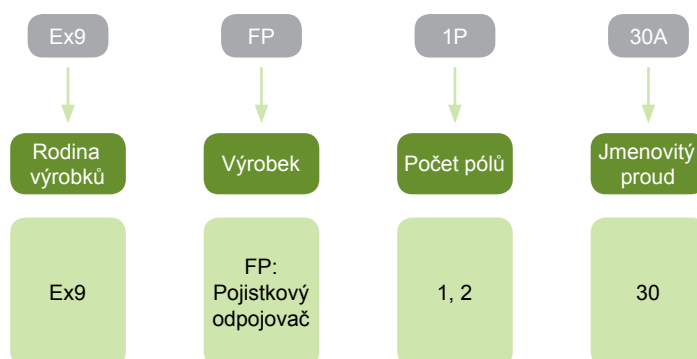 Ex9
FP
1P
30A
Rodina
výrobků
Výrobek
Počet pólů
Jmenovitý
proud
Ex9
FP:
Pojistkový
odpojovač
1, 2
30